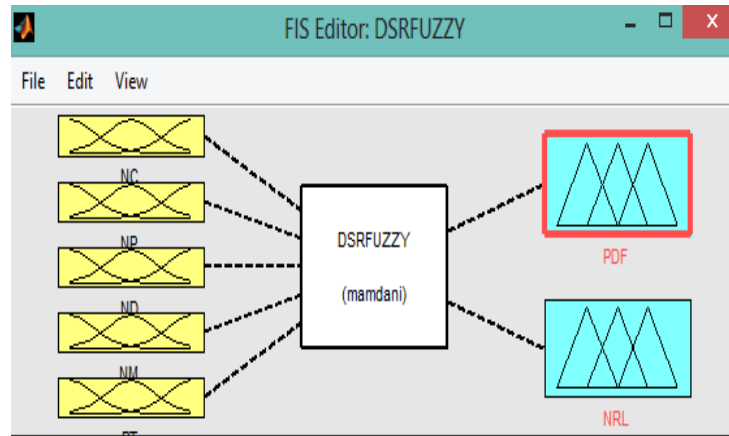 FIS Editor: DSRFUZZY
File Edit View
NC
NP
ND
NM
DSRFUZZY
(mamdani)
PDF
NRL